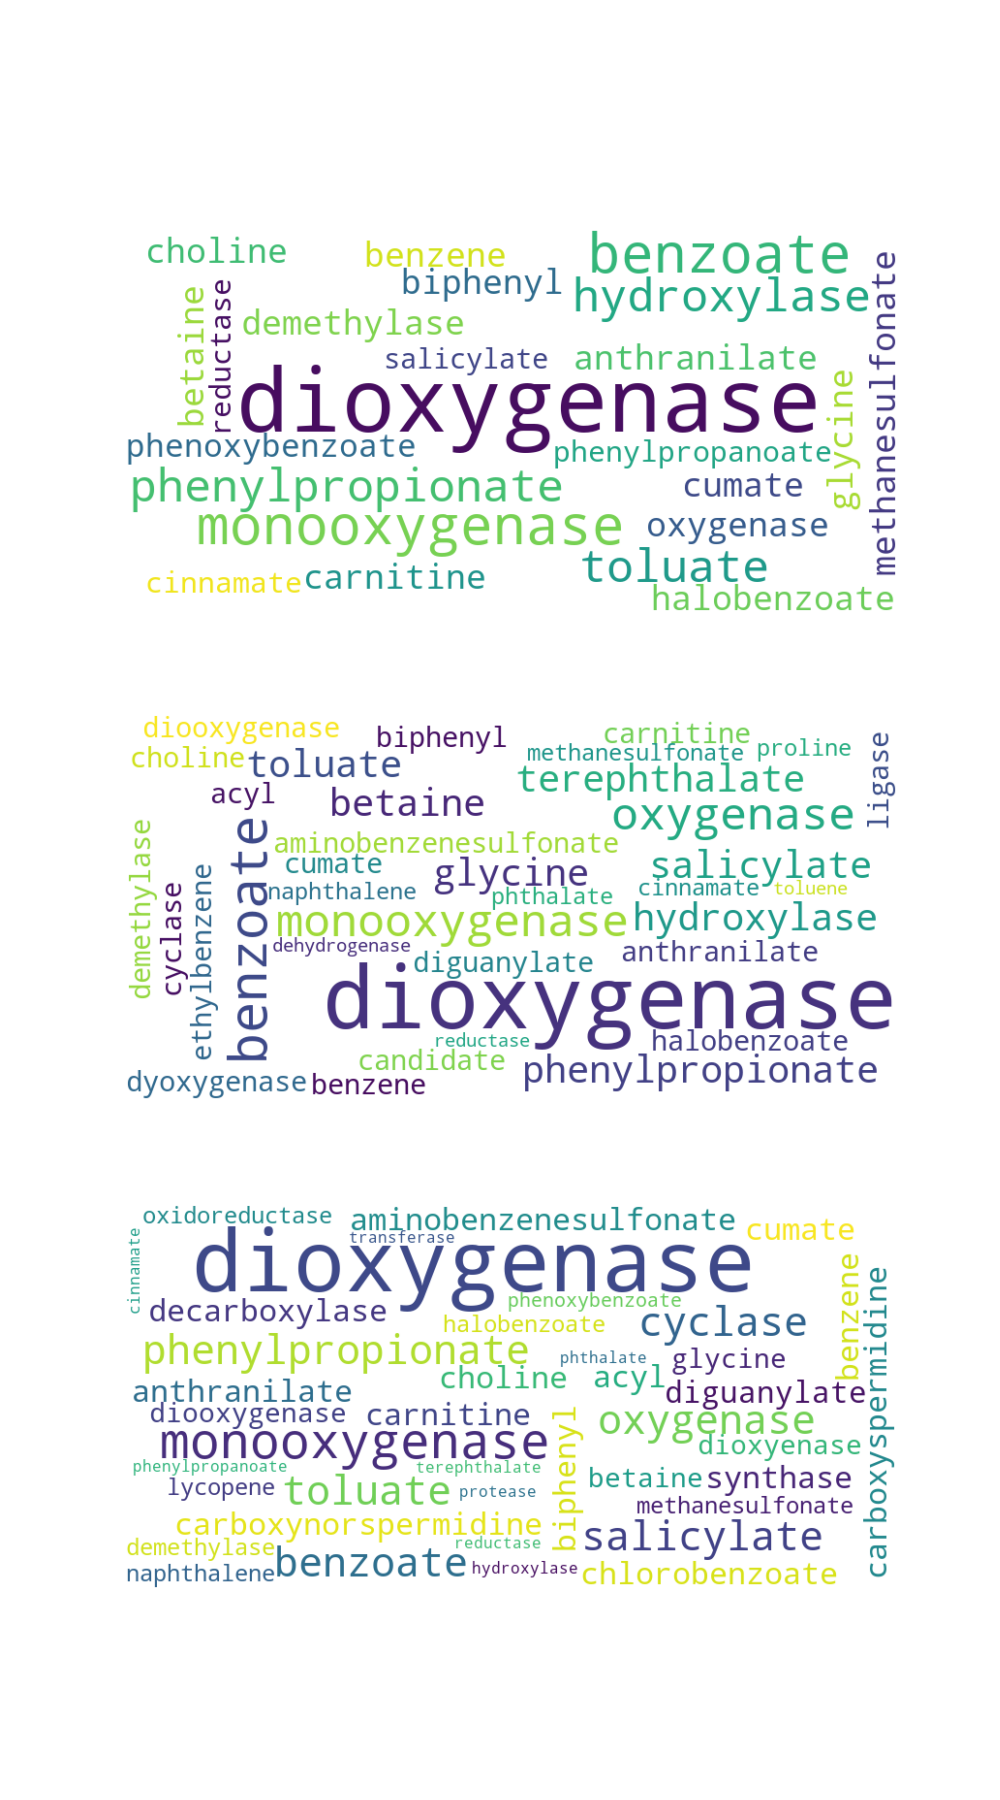 choline
benzene
benzoate
biphenyl
hydroxylase
methanesulfonate
betaine
reductase
demethylase
salicylate
anthranilate
dioxygenase
glycine
phenoxybenzoate
phenylpropanoate
phenylpropionate
cumate
monooxygenase
oxygenase
toluate
cinnamate
carnitine
halobenzoate
diooxygenase
biphenyl
carnitine
choline
toluate
methanesulfonate
proline
ligase
terephthalate
acyl
betaine
oxygenase
demethylase
benzoate
aminobenzenesulfonate
cumate
glycine
salicylate
cyclase
ethylbenzene
naphthalene
phthalate
cinnamate
toluene
monooxygenase
hydroxylase
dehydrogenase
anthranilate
diguanylate
dioxygenase
reductase
halobenzoate
candidate
phenylpropionate
dyoxygenase
benzene
oxidoreductase
aminobenzenesulfonate
cumate
cinnamate
transferase
dioxygenase
benzene
carboxyspermidine
decarboxylase
phenoxybenzoate
halobenzoate
cyclase
phenylpropionate
phthalate
glycine
choline
acyl
anthranilate
diguanylate
diooxygenase
carnitine
biphenyl
oxygenase
monooxygenase
dioxyenase
phenylpropanoate
terephthalate
lycopene
toluate
protease
betaine
synthase
methanesulfonate
carboxynorspermidine
salicylate
demethylase
reductase
naphthalene
benzoate
hydroxylase
chlorobenzoate